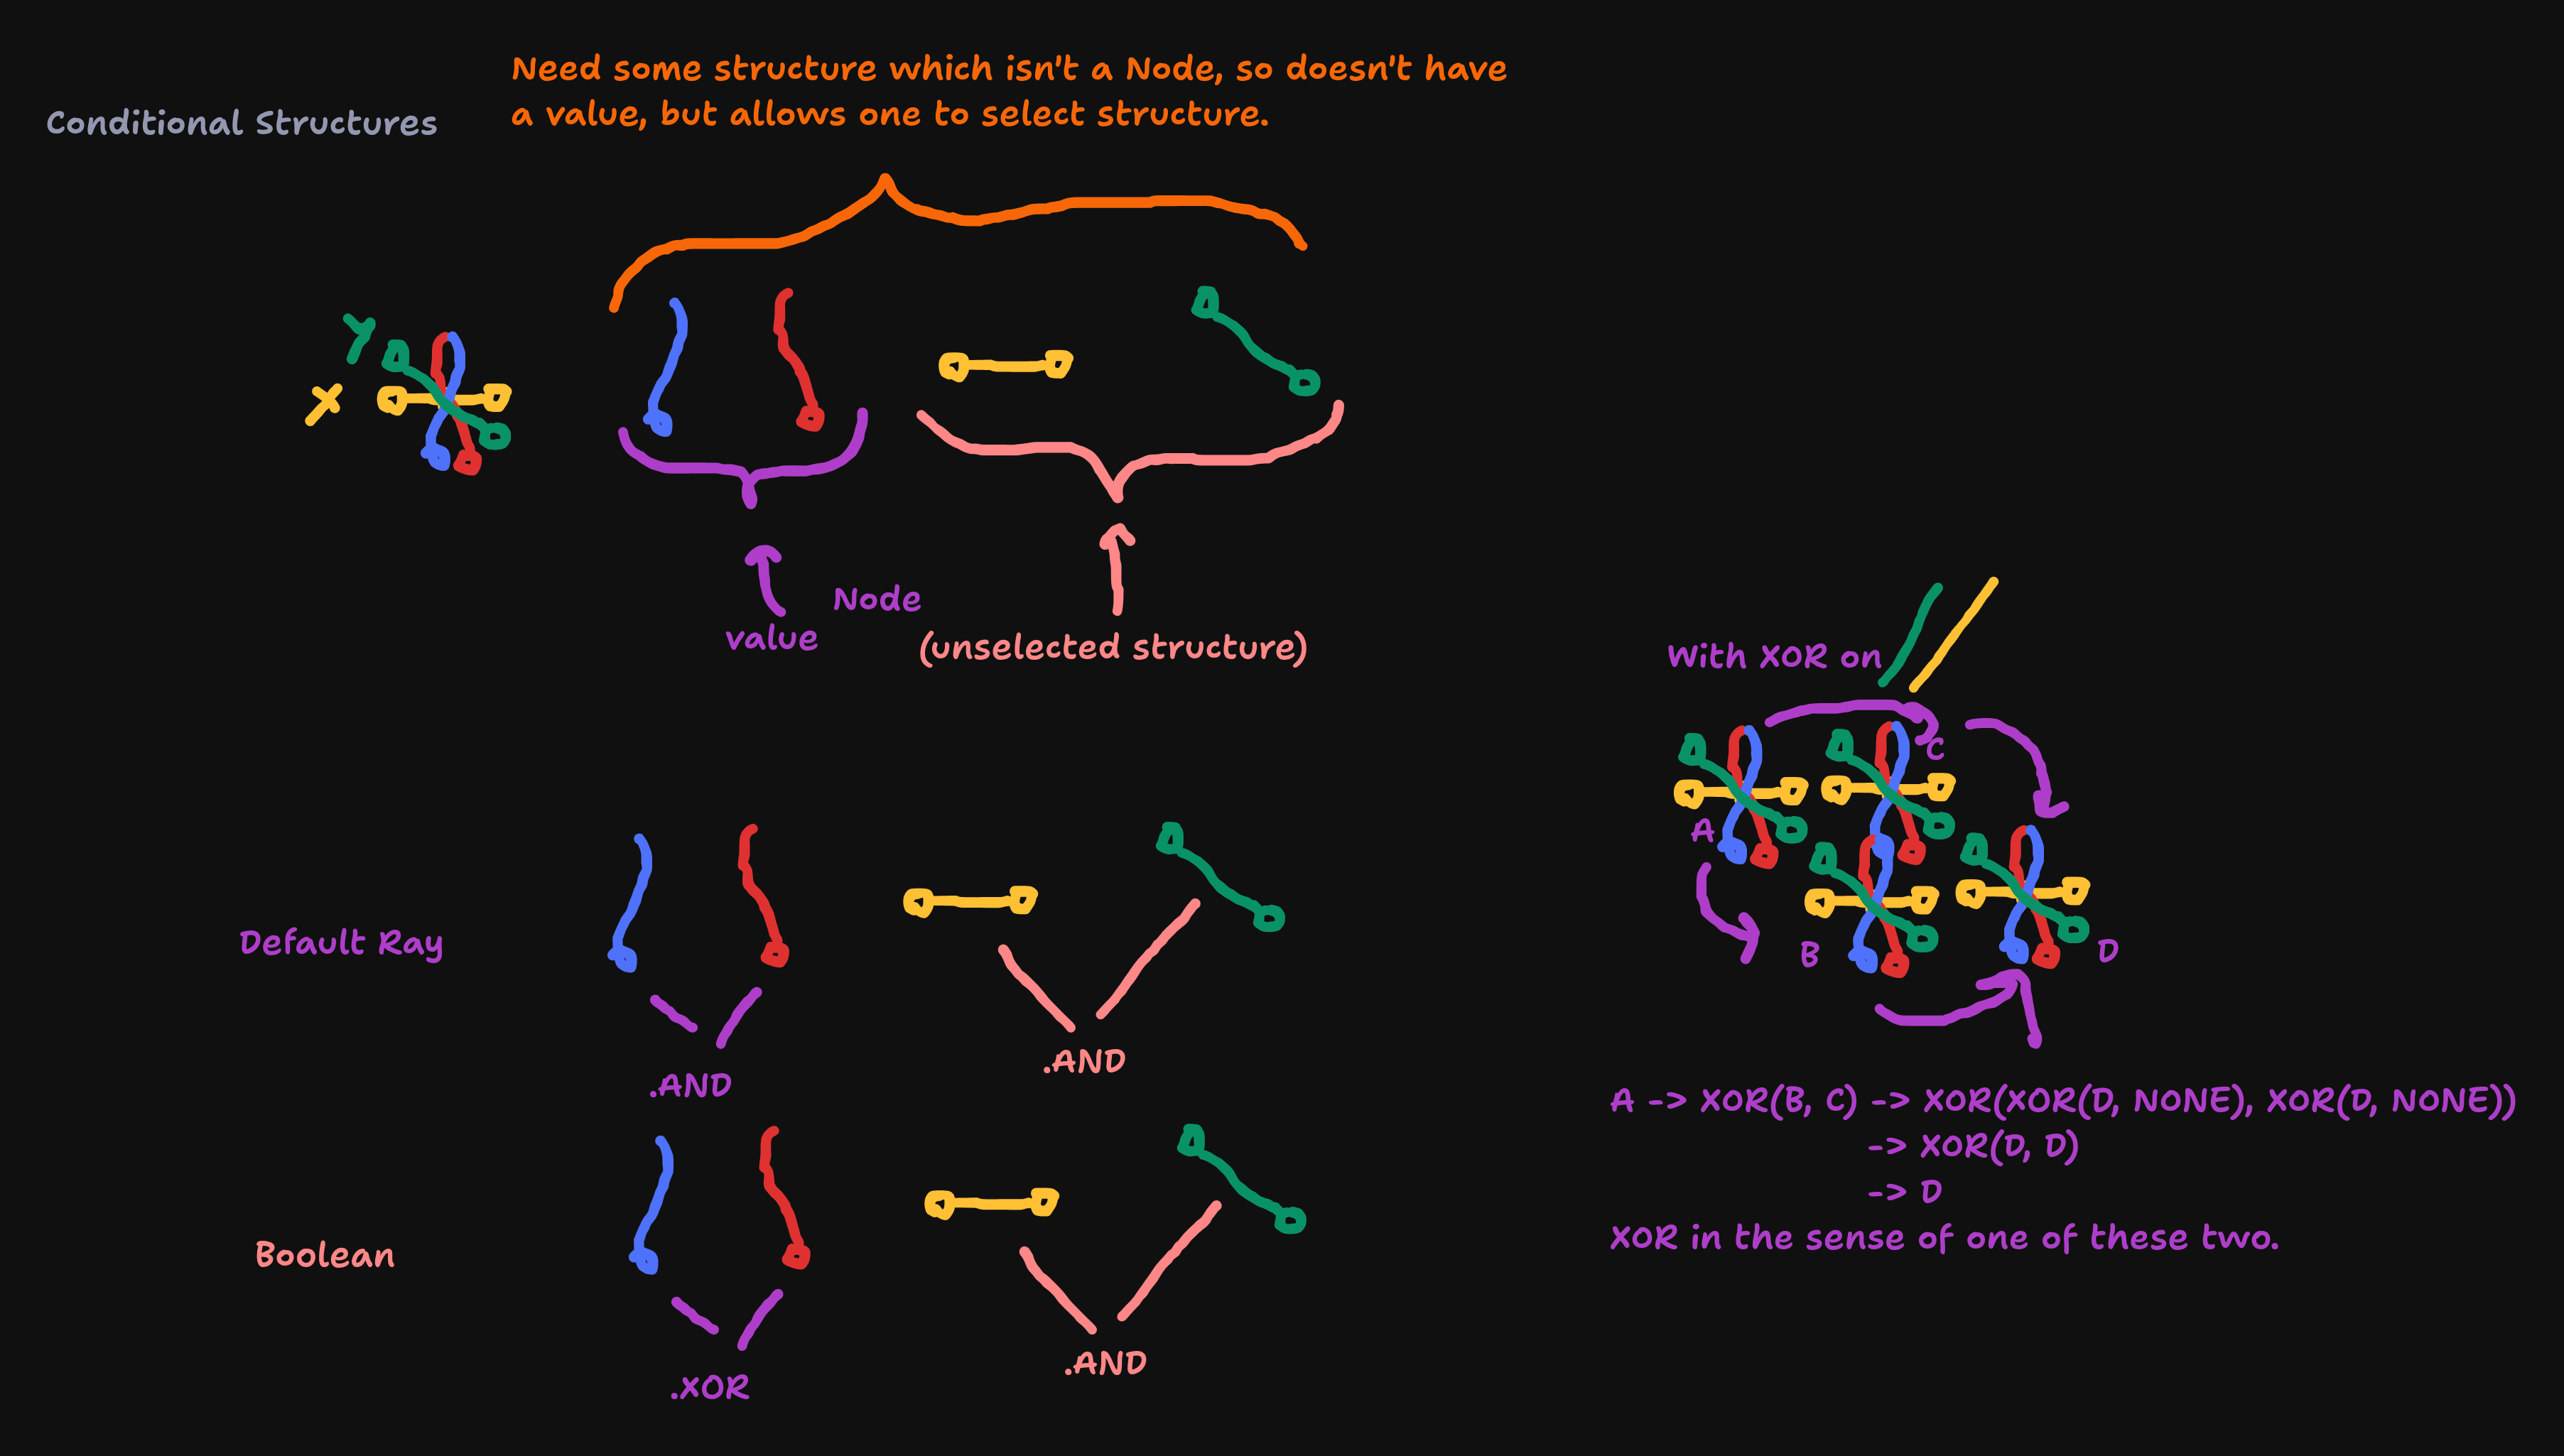 Need some structure which isn't a Node, so doesn't have
a value, but allows one to select structure.
Conditional Structures
Y
X
Node
value
(unselected structure)
With XOR on
C
A
B
D
Default Ray
.AND
.AND
A -> XOR(B, C) -> XOR(XOR(D, NONE), XOR(D, NONE))
-> XOR(D, D)
-> D
XOR in the sense of one of these two.
Boolean
.XOR
.AND